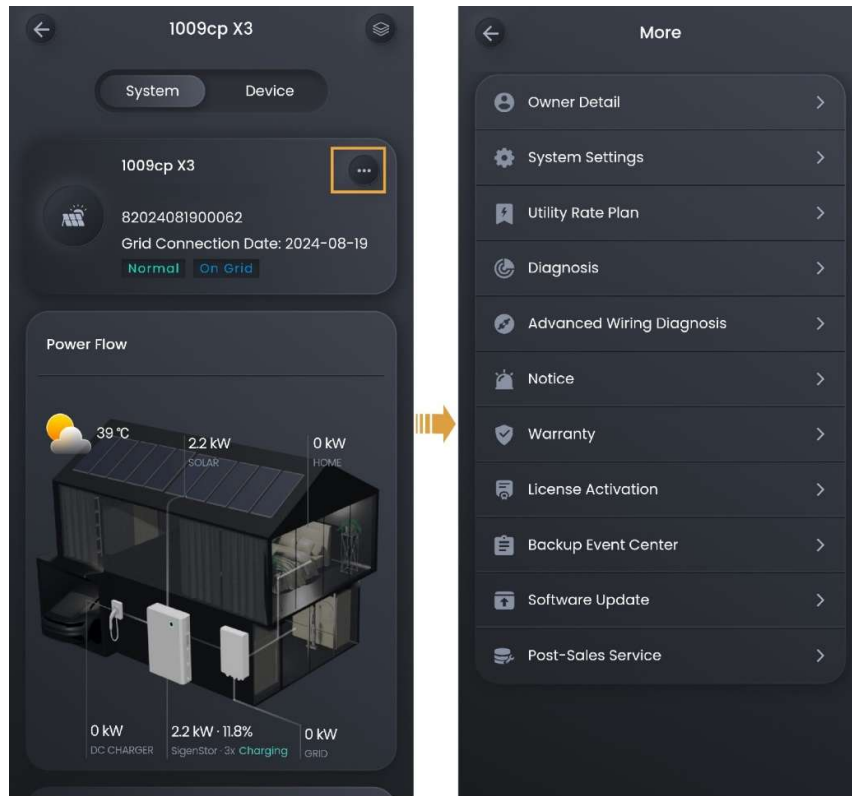 1009cp X3
System
Device
1009cp X3
82024081900062
Grid Connection Date: 2024-08-19
Normal On Grid
Power Flow
39 ℃
2.2 kW
SOLAR
0 kW
HOME
0 kW
DC CHARGER
2.2 kW · 11.8%
SigenStor · 3x Charging
0 kW
GRID
More
Owner Detail
System Settings
Utility Rate Plan
Diagnosis
Advanced Wiring Diagnosis
Notice
Warranty
License Activation
Backup Event Center
Software Update
Post-Sales Service